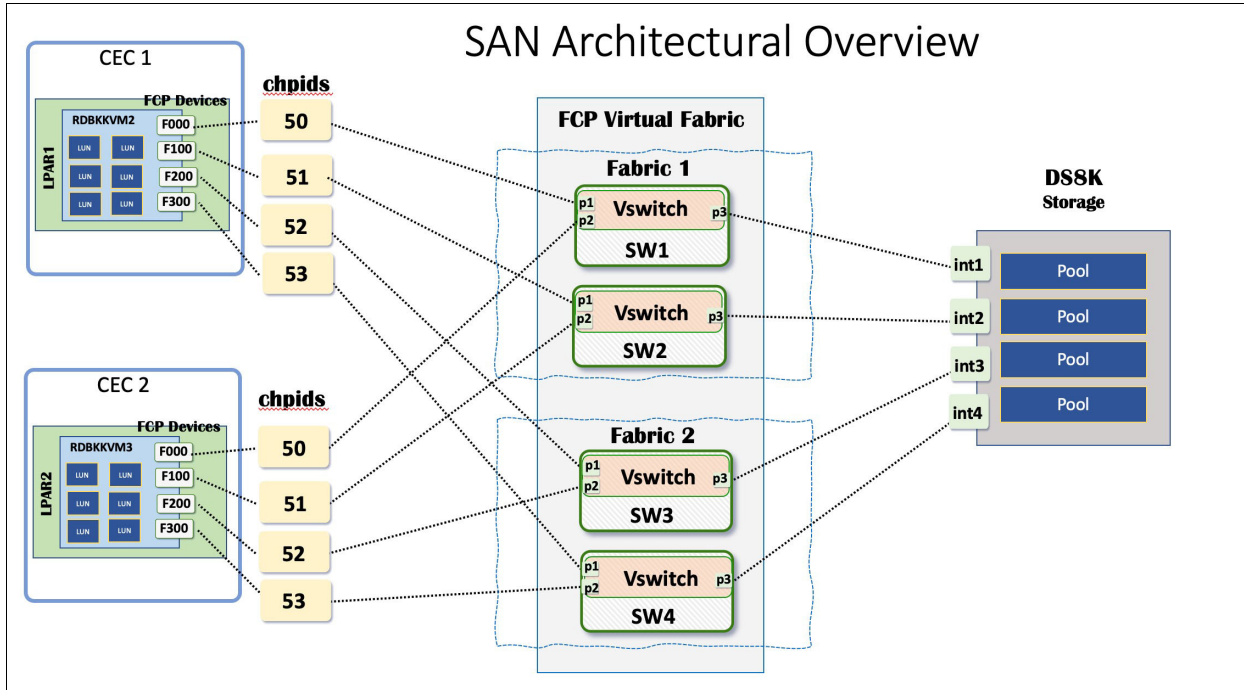 SAN Architectural Overview
CEC 1
LPAR1
RDBKKVM2
FCP Devices
LUN LUN
LUN LUN
LUN LUN
F000
F100
F200
F300
chpids
50
51
52
53
CEC 2
LPAR2
RDBKKVM3
FCP Devices
LUN LUN
LUN LUN
LUN LUN
F000
F100
F200
F300
chpids
50
51
52
53
FCP Virtual Fabric
Fabric 1
p1
p2
Vswitch
p3
SW1
p1
p2
Vswitch
p3
SW2
Fabric 2
p1
p2
Vswitch
p3
SW3
p1
p2
Vswitch
p3
SW4
DS8K
Storage
int1
int2
int3
int4
Pool
Pool
Pool
Pool